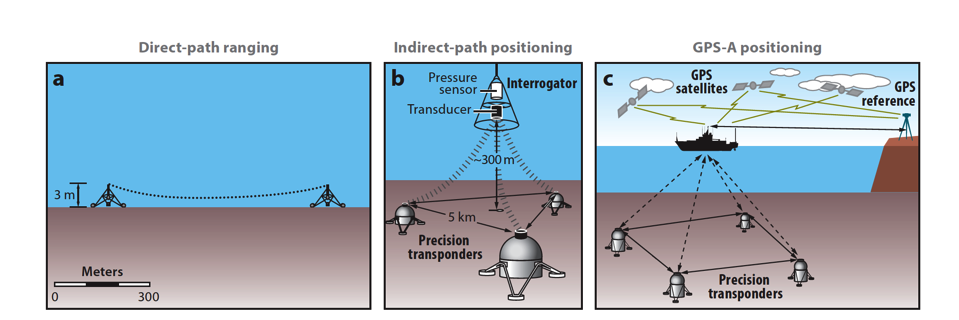 Direct-path ranging
Indirect-path positioning
GPS-A positioning
a
3 m
Meters
0
300
b
Pressure
sensor
Interrogator
Transducer
~300 m
5 km
Precision
transponders
c
GPS
satellites
GPS
reference
Precision
transponders